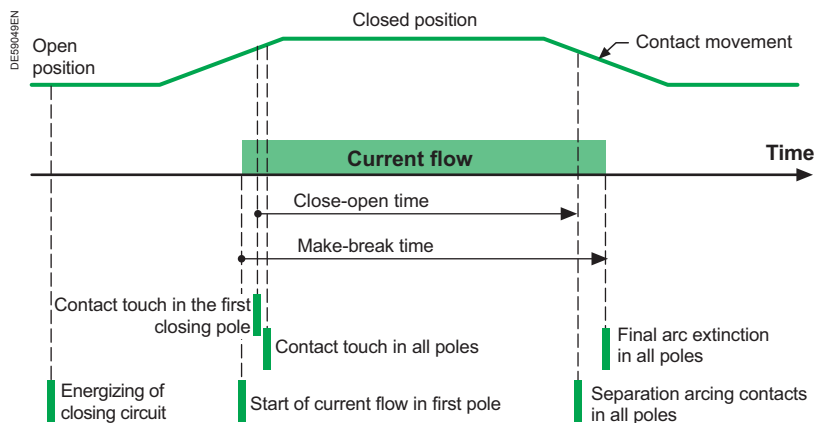 DE59049EN
Closed position
Open
position
Contact movement
Current flow
Time
Close-open time
Make-break time
Contact touch in the first
closing pole
Contact touch in all poles
Final arc extinction
in all poles
Energizing of
closing circuit
Start of current flow in first pole
Separation arcing contacts
in all poles